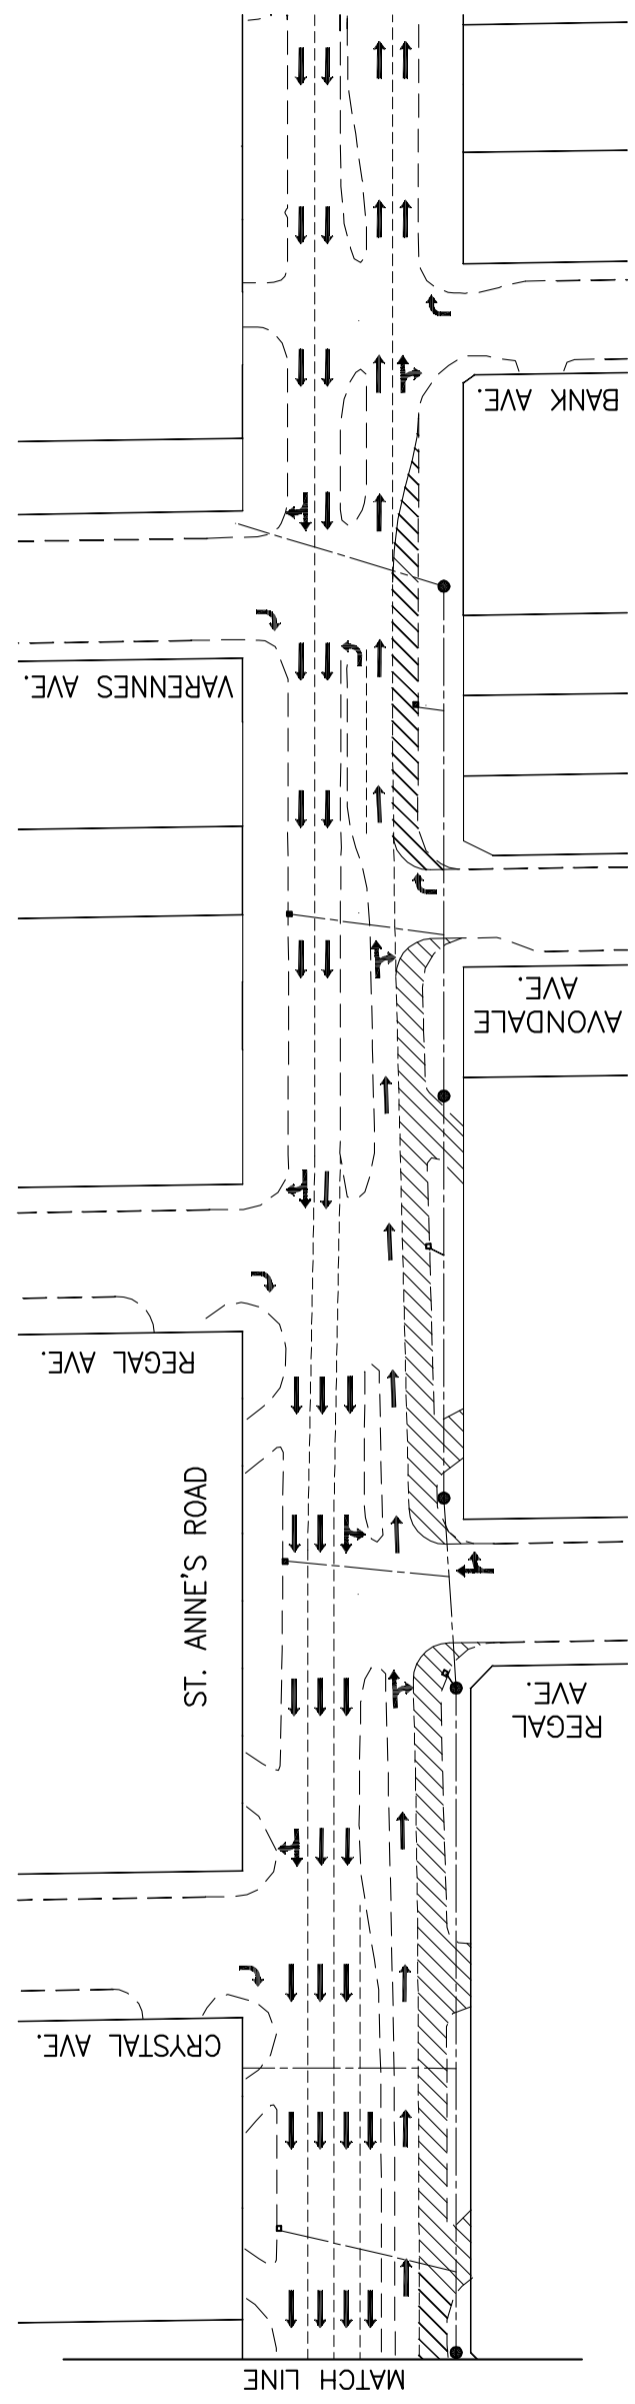 BANK AVE.
VARENNES AVE.
AVONDALE
AVE.
REGAL AVE.
ST. ANNE'S ROAD
REGAL
AVE.
CRYSTAL AVE.
MATCH LINE